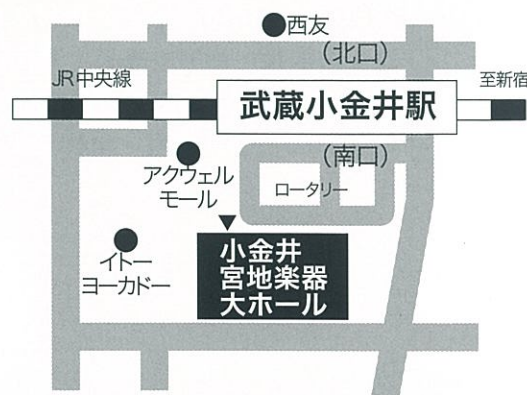 西友
(北口)
JR中央線
至新宿
武蔵小金井駅
(南口)
アクウェル
モール
ロータリー
イトー
ヨーカドー
小金井
宮地楽器
大ホール